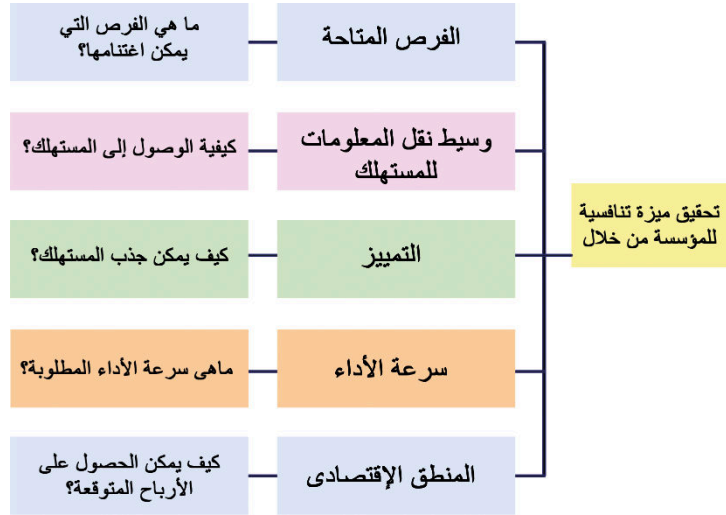 تحقيق ميزة تنافسية
للمؤسسة من خلال
الفرص المتاحة
ما هي الفرص التي
يمكن اغتنامها؟
وسيط نقل المعلومات
للمستهلك
كيفية الوصول إلى المستهلك؟
التمييز
كيف يمكن جذب المستهلك؟
سرعة الأداء
ماهى سرعة الأداء المطلوبة؟
المنطق الإقتصادى
كيف يمكن الحصول على
الأرباح المتوقعة؟